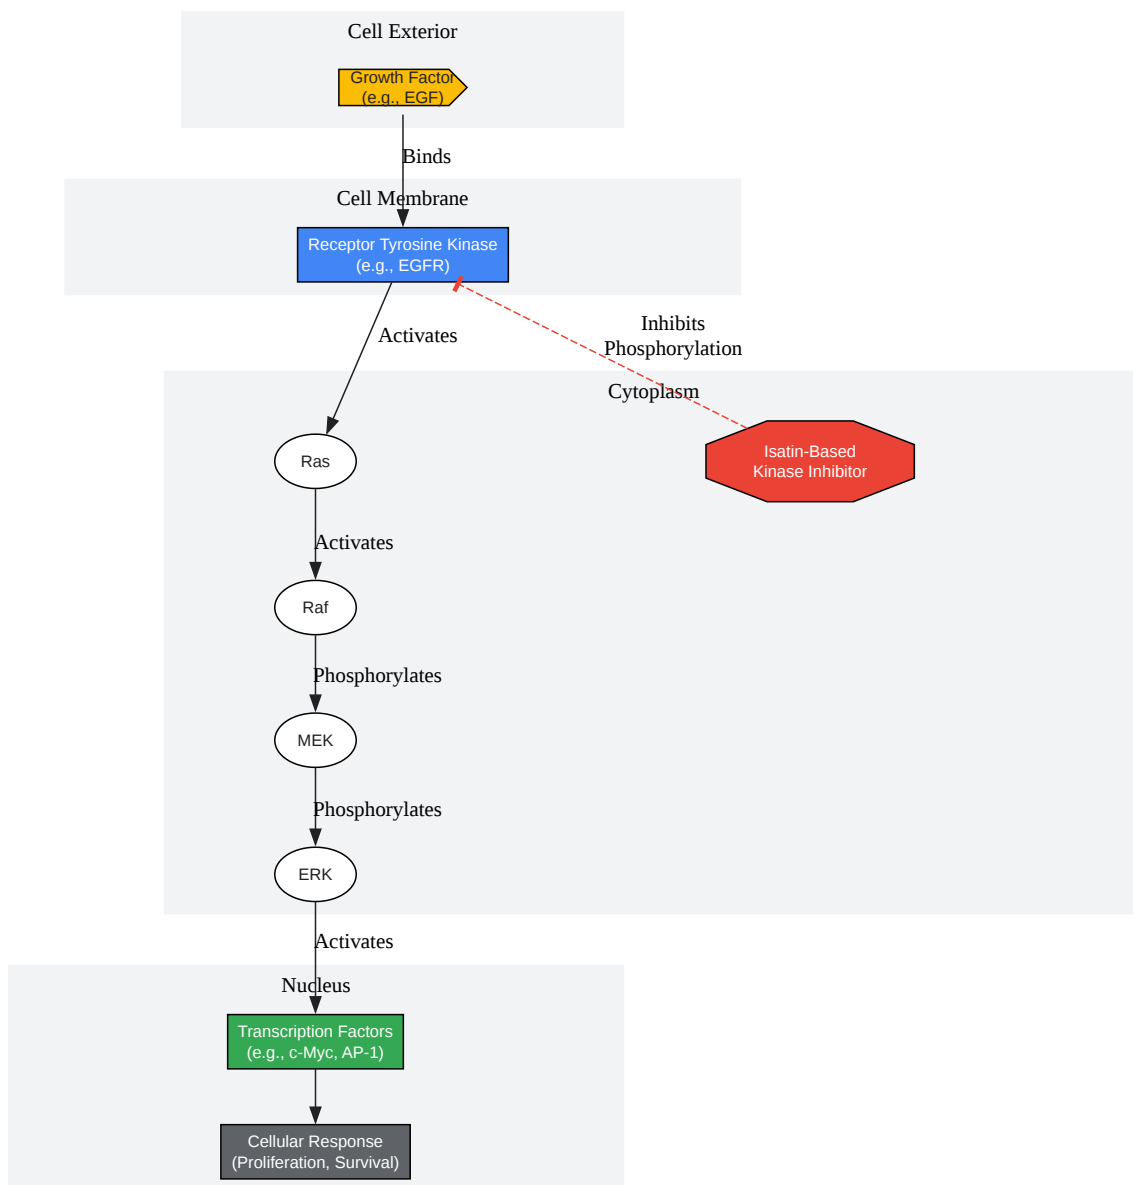 Cell Exterior
Growth Factor
(e.g., EGF)
Binds
Cell Membrane
Receptor Tyrosine Kinase
(e.g., EGFR)
Activates
Inhibits
Phosphorylation
Cytoplasm
Isatin-Based
Kinase Inhibitor
Ras
Activates
Raf
Phosphorylates
MEK
Phosphorylates
ERK
Activates
Nucleus
Transcription Factors
(e.g., c-Myc, AP-1)
Cellular Response
(Proliferation, Survival)